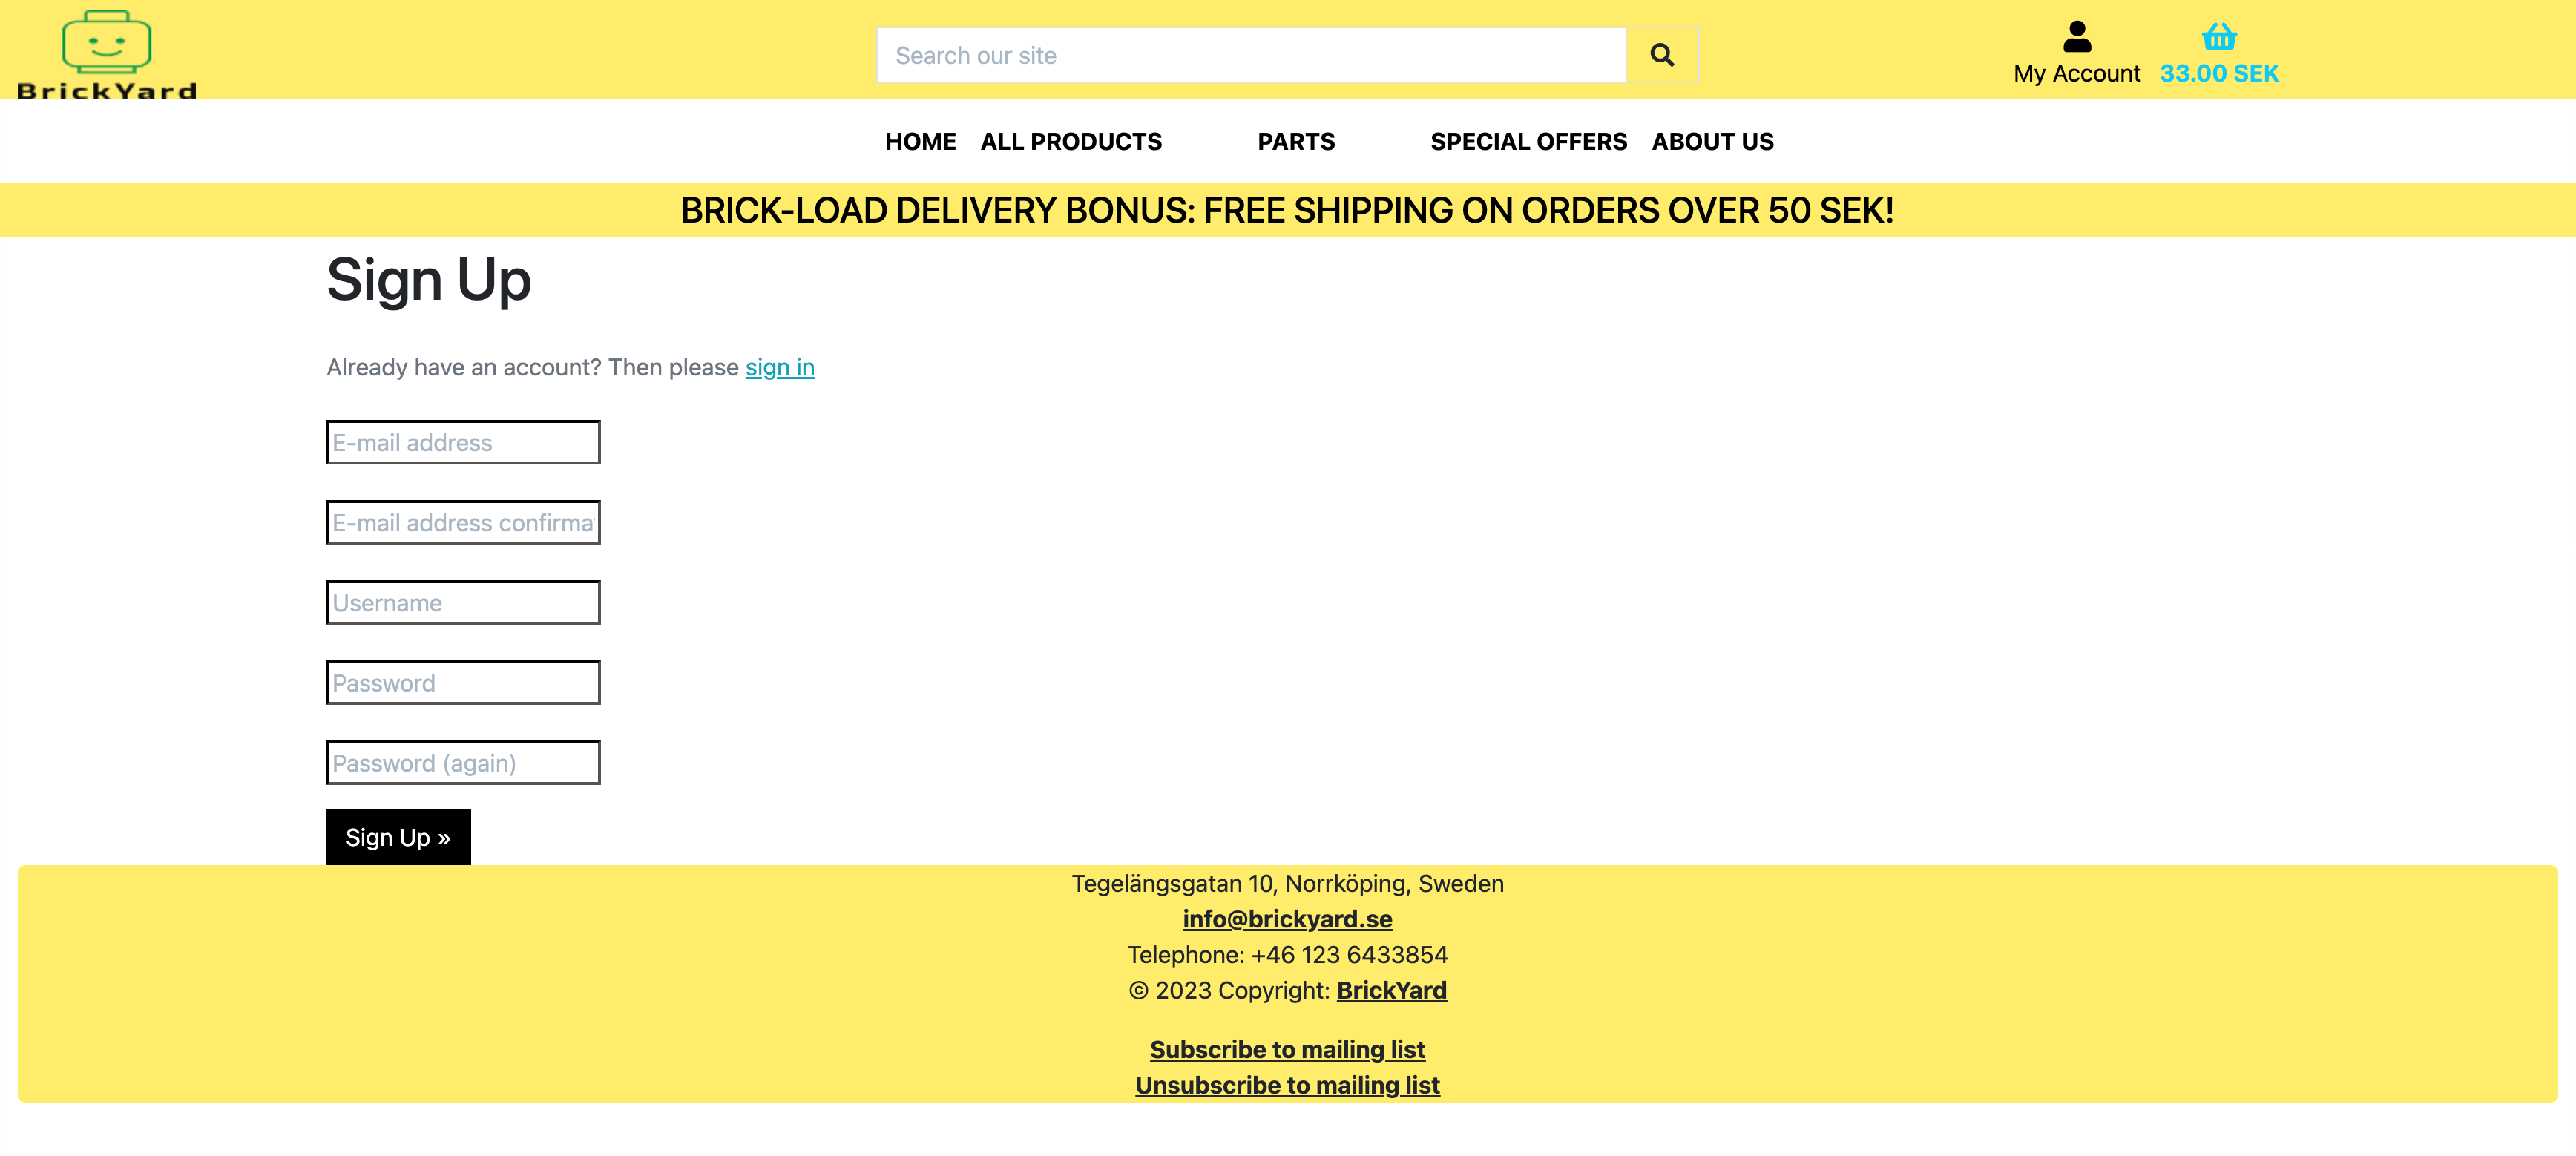 BrickYard
Search our site
My Account
33.00 SEK
HOME ALL PRODUCTS PARTS SPECIAL OFFERS ABOUT US
BRICK-LOAD DELIVERY BONUS: FREE SHIPPING ON ORDERS OVER 50 SEK!
Sign Up
Already have an account? Then please sign in
E-mail address
E-mail address confirma
Username
Password
Password (again)
Sign Up »
Tegelängsgatan 10, Norrköping, Sweden
info@brickyard.se
Telephone: +46 123 6433854
© 2023 Copyright: BrickYard
Subscribe to mailing list
Unsubscribe to mailing list